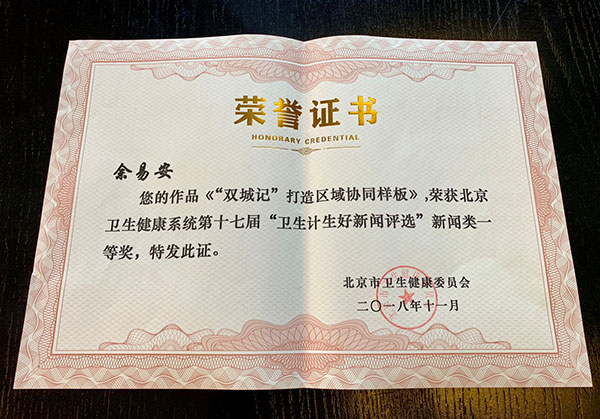 荣誉证书
HONORARY CREDENTIAL
余易安
您的作品《“双城记”打造区域协同样板》,荣获北京
卫生健康系统第十七届“卫生计生好新闻评选”新闻类一
等奖，特发此证。
北京市卫生健康委员会
二〇一八年十一月